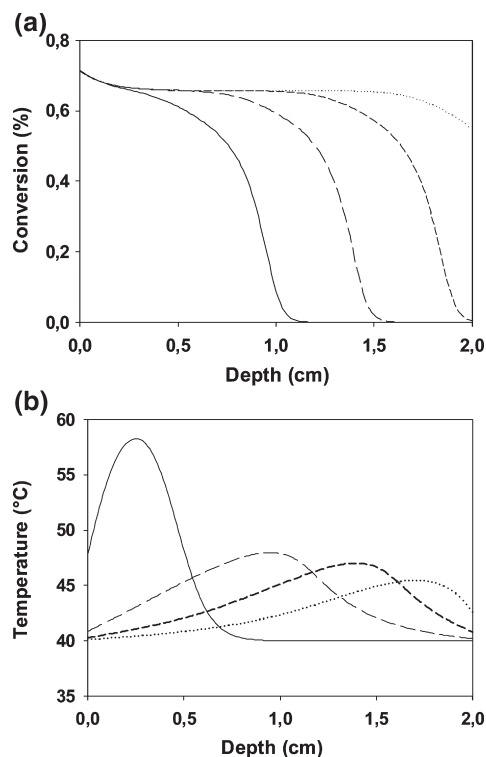 (a)
0,8
0,6
0,4
0,2
0,0
Conversion (%)
0,0 0,5 1,0 1,5 2,0
Depth (cm)
(b)
60
55
50
45
40
35
Temperature (°C)
0,0 0,5 1,0 1,5 2,0
Depth (cm)